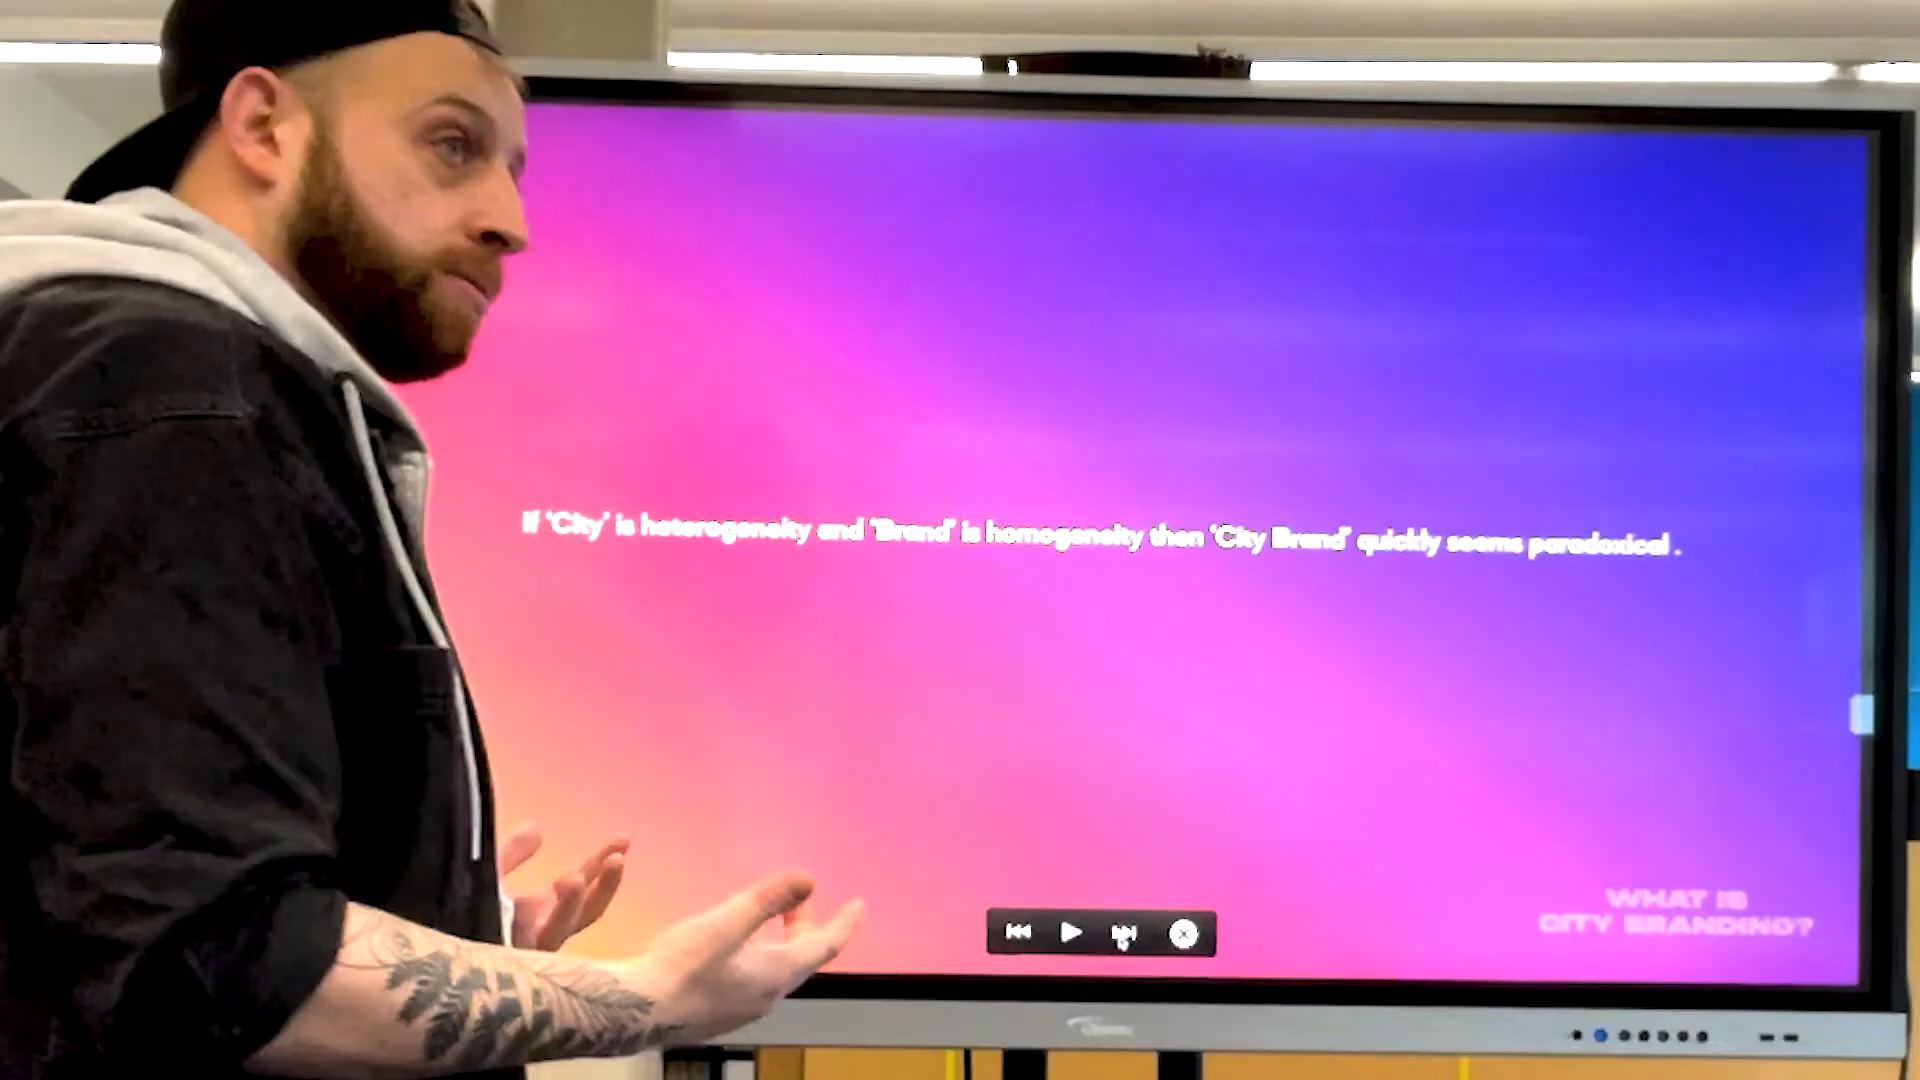 If 'City' is heterogeneity and 'Brand' is homogeneity then 'City Brand' quickly seems paradoxical .
WHAT IS
CITY BRANDING?